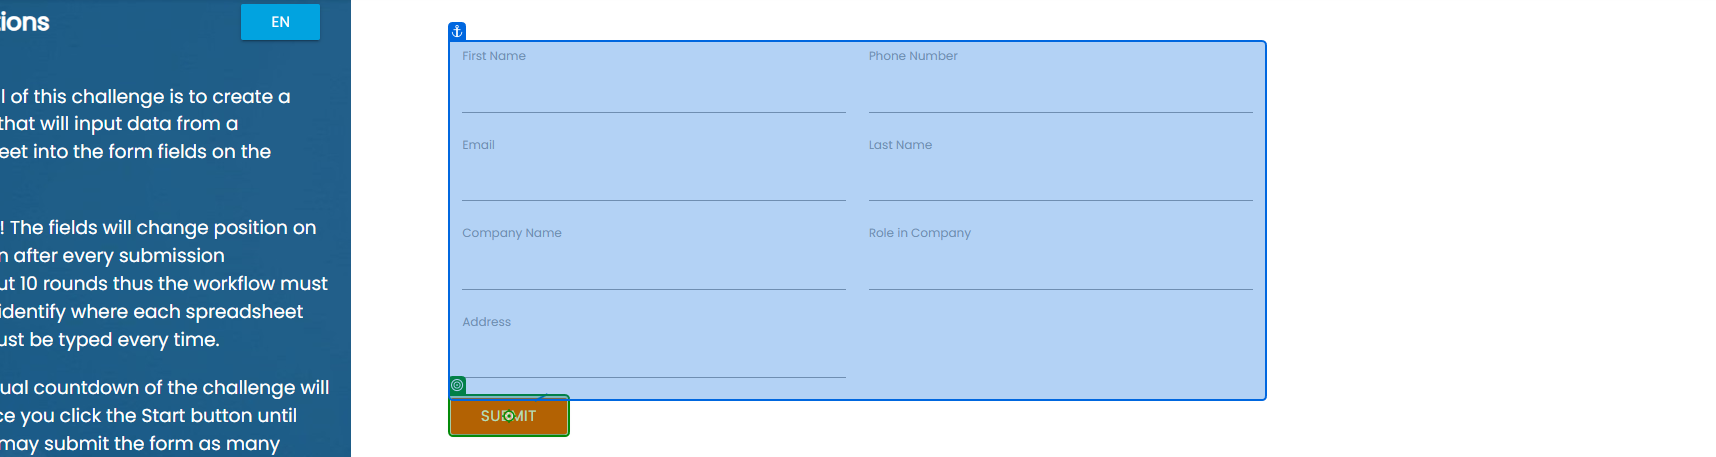 tions
EN
l of this challenge is to create a
that will input data from a
eet into the form fields on the
! The fields will change position on
n after every submission
ut 10 rounds thus the workflow must
identify where each spreadsheet
ust be typed every time.
ual countdown of the challenge will
ce you click the Start button until
may submit the form as many
First Name
Phone Number
Email
Last Name
Company Name
Role in Company
Address
SUBMIT